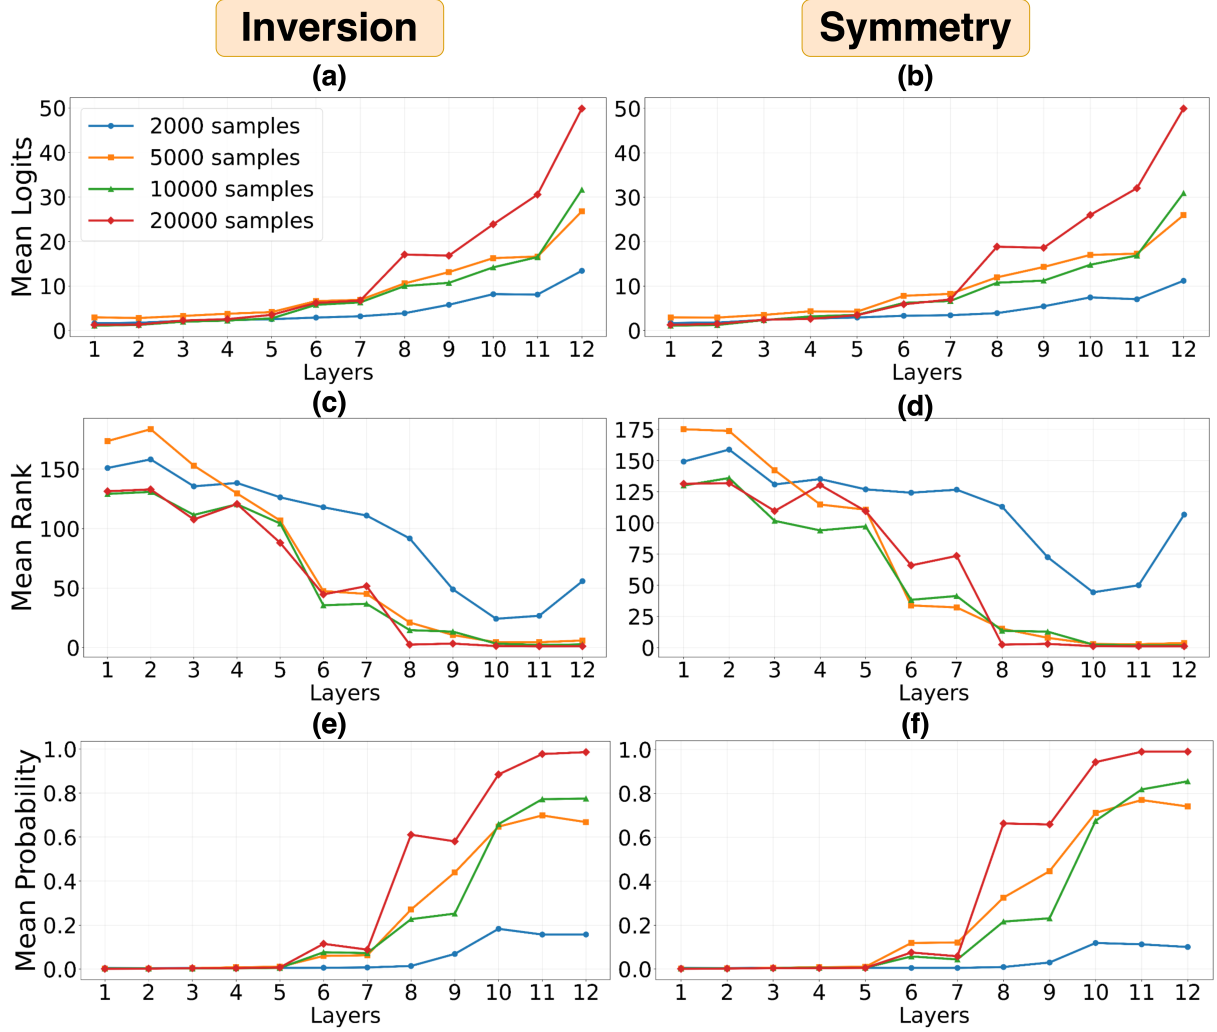 Inversion
Symmetry
(a)
(b)
Mean Logits
50
40
30
20
10
0
2000 samples
5000 samples
10000 samples
20000 samples
1 2 3 4 5 6 7 8 9 10 11 12
Layers
50
40
30
20
10
0
1 2 3 4 5 6 7 8 9 10 11 12
Layers
(c)
(d)
Mean Rank
150
100
50
0
1 2 3 4 5 6 7 8 9 10 11 12
Layers
175
150
125
100
75
50
25
0
1 2 3 4 5 6 7 8 9 10 11 12
Layers
(e)
(f)
Mean Probability
1.0
0.8
0.6
0.4
0.2
0.0
1 2 3 4 5 6 7 8 9 10 11 12
Layers
1.0
0.8
0.6
0.4
0.2
0.0
1 2 3 4 5 6 7 8 9 10 11 12
Layers